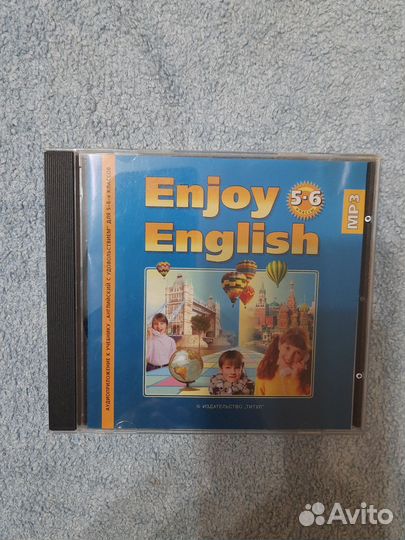 Enjoy
English
5-6
MP3
АУДИОПРИЛОЖЕНИЕ К УЧЕБНИКУ „АНГЛИЙСКИЙ С УДОВОЛЬСТВИЕМ" ДЛЯ 5-6-х КЛАССОВ
ИЗДАТЕЛЬСТВО „ТИТУЛ"
Avito